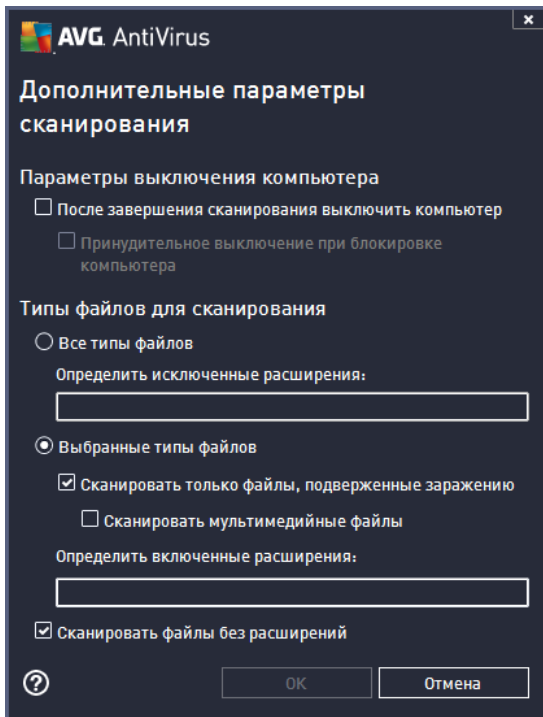 AVG. AntiVirus
Дополнительные параметры
сканирования
Параметры выключения компьютера
После завершения сканирования выключить компьютер
Принудительное выключение при блокировке
компьютера
Типы файлов для сканирования
Все типы файлов
Определить исключенные расширения:
Выбранные типы файлов
Сканировать только файлы, подверженные заражению
Сканировать мультимедийные файлы
Определить включенные расширения:
Сканировать файлы без расширений
?
OK
Отмена